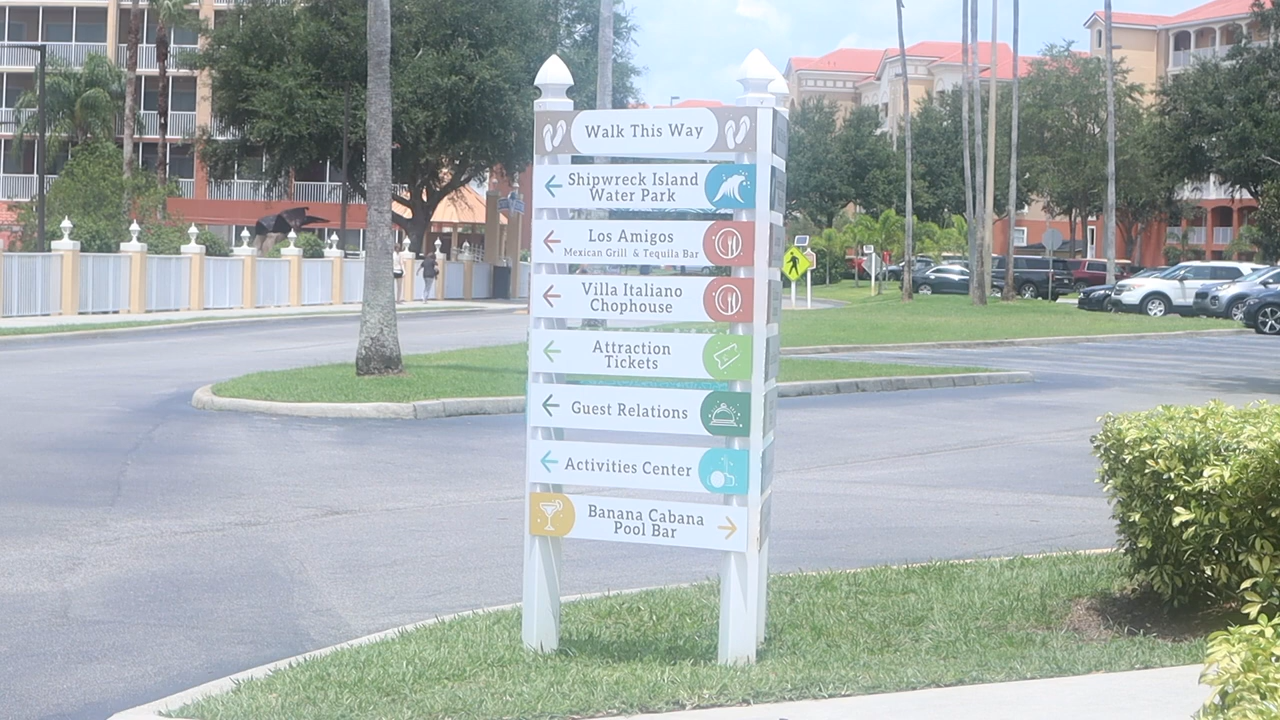 Walk This Way
Shipwreck Island
Water Park
Los Amigos
Mexican Grill & Tequila Bar
Villa Italiano
Chophouse
Attraction
Tickets
Guest Relations
Activities Center
Banana Cabana
Pool Bar